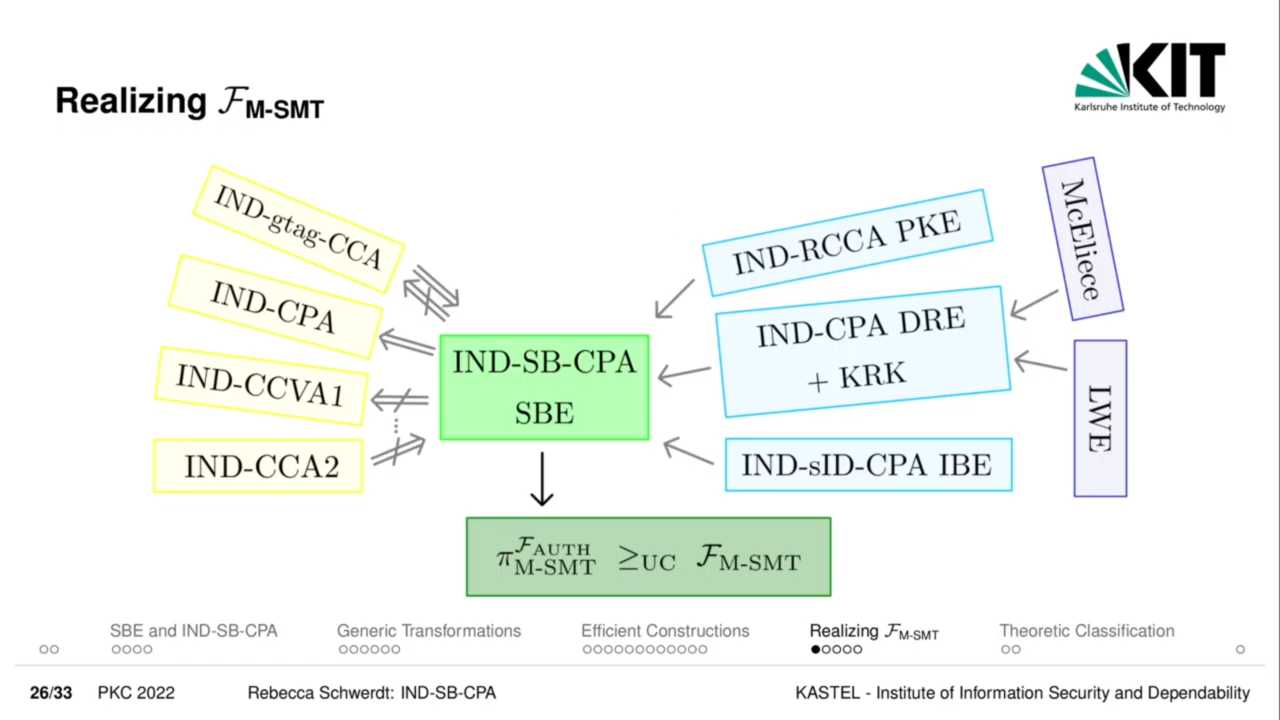 KIT
Karlsruhe Institute of Technology
Realizing ℱM-SMT
IND-gtag-CCA
IND-CPA
IND-CCVA1
IND-CCA2
IND-SB-CPA
SBE
IND-RCCA PKE
IND-CPA DRE
+ KRK
IND-sID-CPA IBE
McEliece
LWE
π^ℱAUTH_M-SMT ≥UC ℱM-SMT
SBE and IND-SB-CPA
Generic Transformations
Efficient Constructions
Realizing ℱM-SMT
Theoretic Classification
26/33 PKC 2022 Rebecca Schwerdt: IND-SB-CPA KASTEL - Institute of Information Security and Dependability